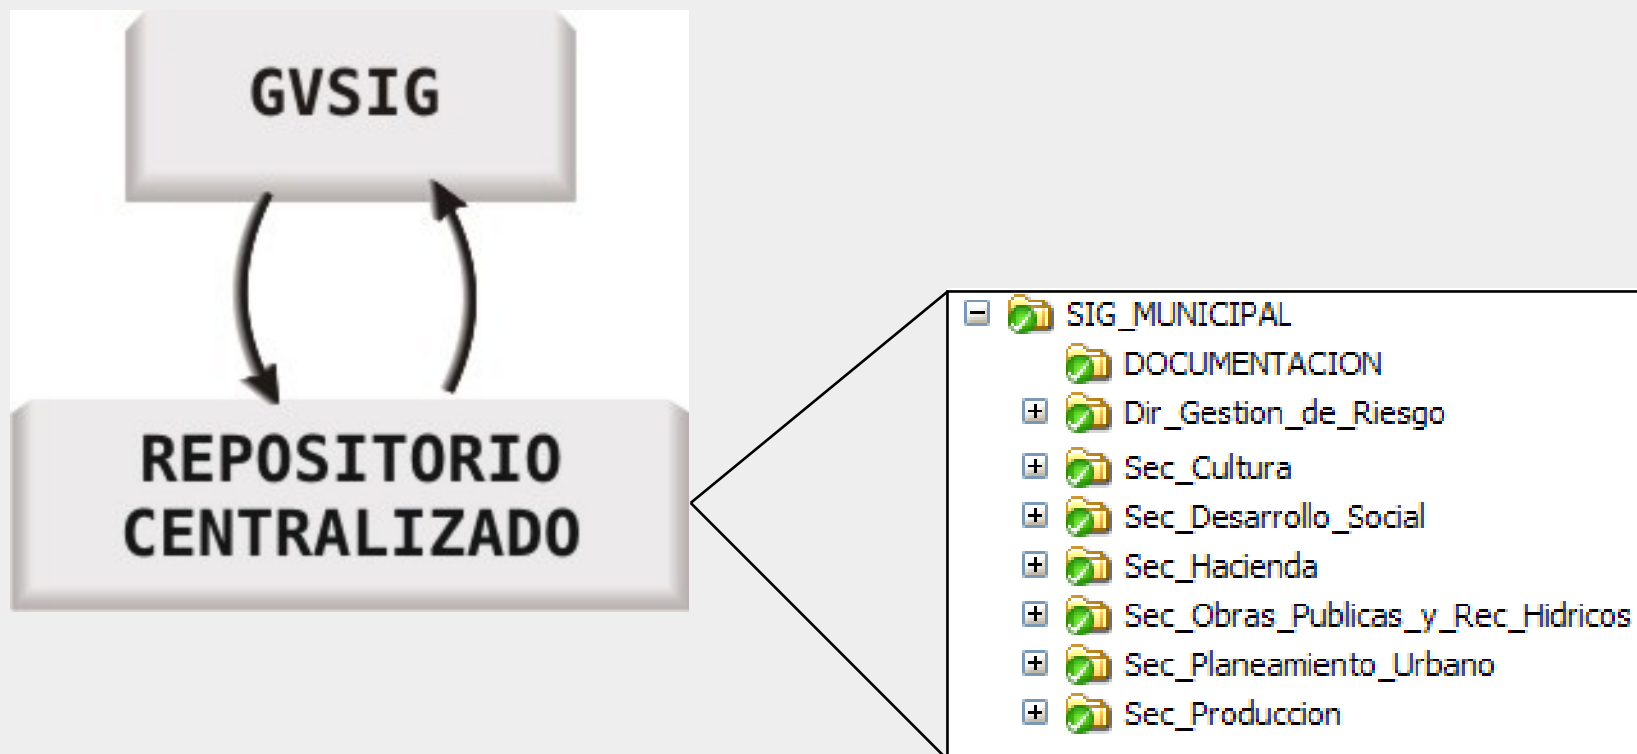 GVSIG
REPOSITORIO
CENTRALIZADO
SIG_MUNICIPAL
DOCUMENTACION
Dir_Gestion_de_Riesgo
Sec_Cultura
Sec_Desarrollo_Social
Sec_Hacienda
Sec_Obras_Publicas_y_Rec_Hidricos
Sec_Planeamiento_Urbano
Sec_Produccion